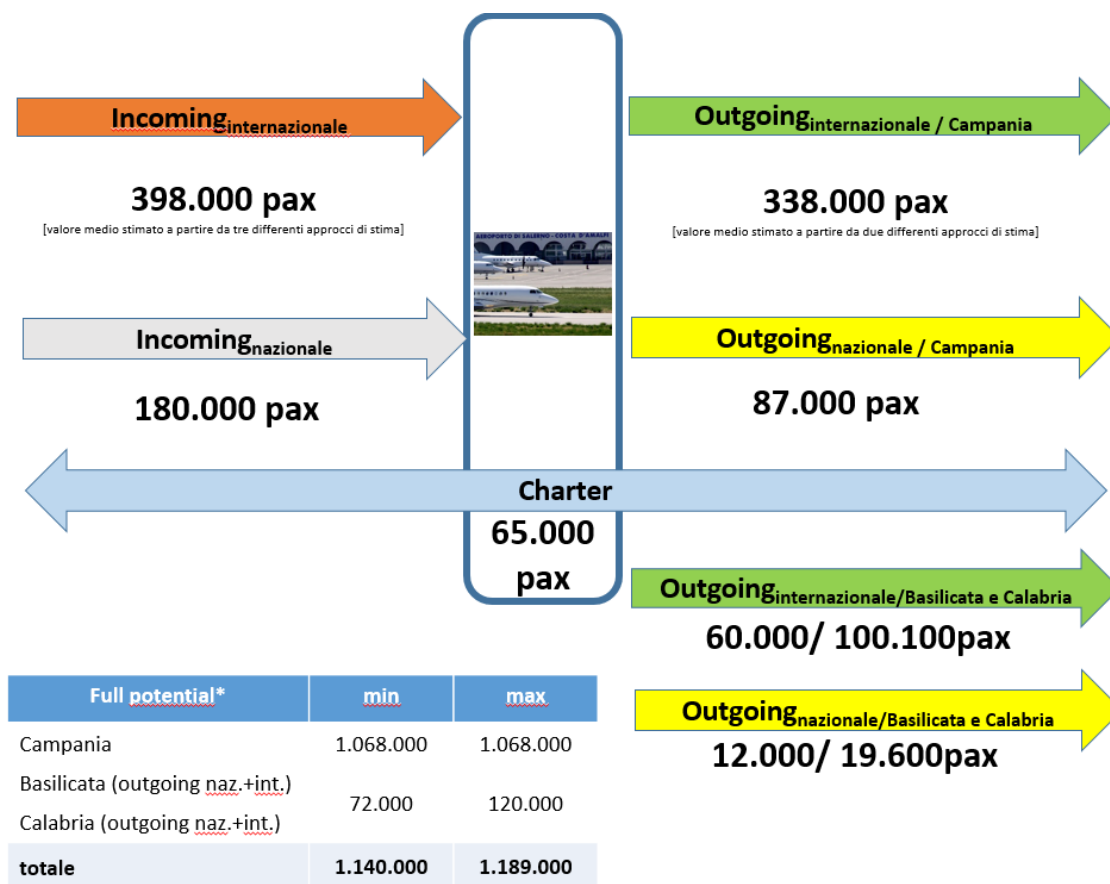 Incoming internazionale
398.000 pax
[valore medio stimato a partire da tre differenti approcci di stima]
Incoming nazionale
180.000 pax
AEROPORTO DI SALERNO - COSTA D'AMALFI
Outgoing internazionale / Campania
338.000 pax
[valore medio stimato a partire da due differenti approcci di stima]
Outgoing nazionale / Campania
87.000 pax
Charter
65.000
pax
Outgoing internazionale/Basilicata e Calabria
60.000/ 100.100pax
Outgoing nazionale/Basilicata e Calabria
12.000/ 19.600pax
Full potential* min max
Campania 1.068.000 1.068.000
Basilicata (outgoing naz.+int.)
72.000 120.000
Calabria (outgoing naz.+int.)
totale 1.140.000 1.189.000